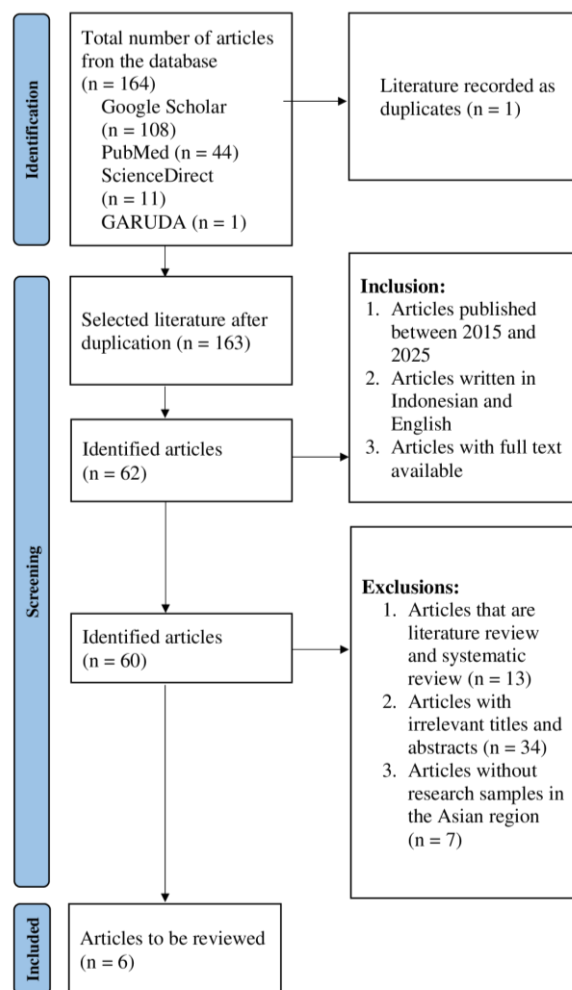 Identification
Total number of articles
fron the database
(n = 164)
Google Scholar
(n = 108)
PubMed (n = 44)
ScienceDirect
(n = 11)
GARUDA (n = 1)
Literature recorded as
duplicates (n = 1)
Screening
Selected literature after
duplication (n = 163)
Identified articles
(n = 62)
Inclusion:
1. Articles published
between 2015 and
2025
2. Articles written in
Indonesian and
English
3. Articles with full text
available
Identified articles
(n = 60)
Exclusions:
1. Articles that are
literature review
and systematic
review (n = 13)
2. Articles with
irrelevant titles and
abstracts (n = 34)
3. Articles without
research samples in
the Asian region
(n = 7)
Included
Articles to be reviewed
(n = 6)